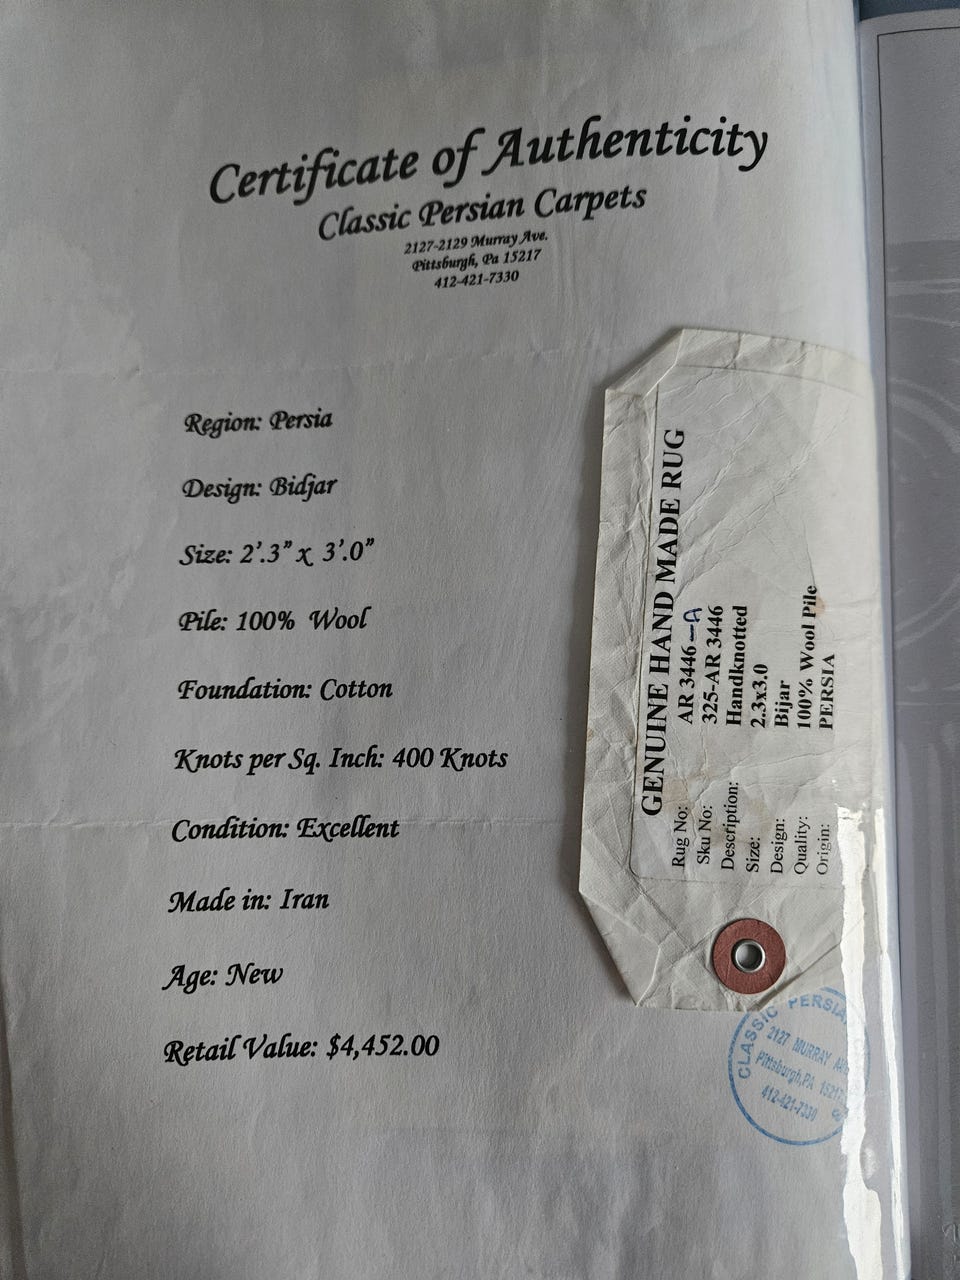 Certificate of Authenticity
Classic Persian Carpets
2127-2129 Murray Ave.
Pittsburgh, Pa 15217
412-421-7330
Region: Persia
Design: Bidjar
Size: 2'.3" x 3'.0"
Pile: 100% Wool
Foundation: Cotton
Knots per Sq. Inch: 400 Knots
Condition: Excellent
Made in: Iran
Age: New
Retail Value: $4,452.00
GENUINE HAND MADE RUG
Rug No: AR 3446-A
Sku No: 325-AR 3446
Description: Handknotted
Size: 2.3x3.0
Design: Bijar
Quality: 100% Wool Pile
Origin: PERSIA
CLASSIC PERSIA
2127 MURRAY
Pittsburgh, PA 15217
412-421-7330